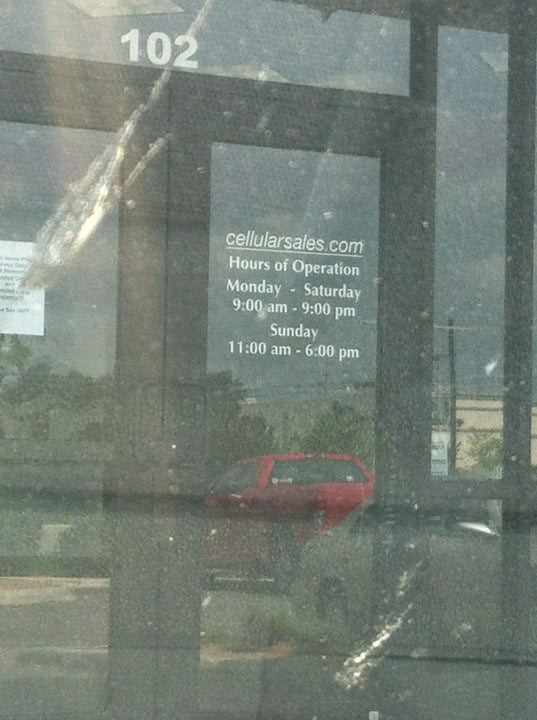 102
cellularsales.com
Hours of Operation
Monday - Saturday
9:00 am - 9:00 pm
Sunday
11:00 am - 6:00 pm